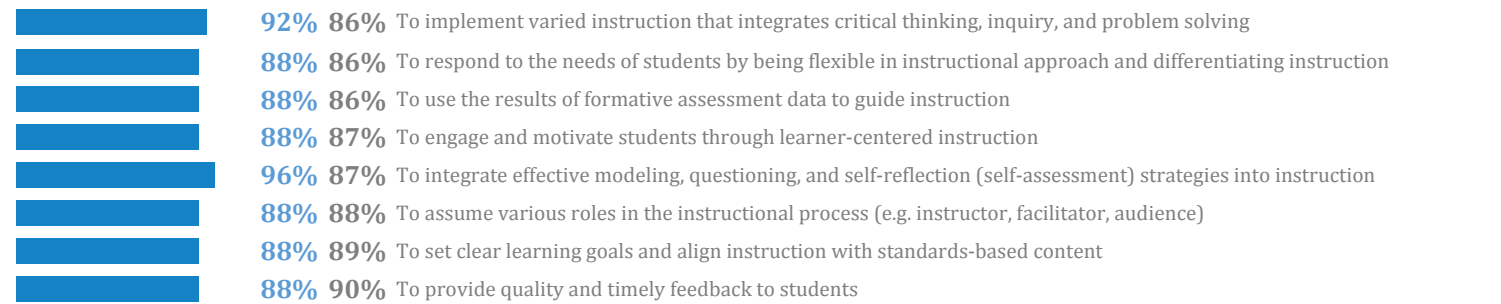 92% 86% To implement varied instruction that integrates critical thinking, inquiry, and problem solving
88% 86% To respond to the needs of students by being flexible in instructional approach and differentiating instruction
88% 86% To use the results of formative assessment data to guide instruction
88% 87% To engage and motivate students through learner-centered instruction
96% 87% To integrate effective modeling, questioning, and self-reflection (self-assessment) strategies into instruction
88% 88% To assume various roles in the instructional process (e.g. instructor, facilitator, audience)
88% 89% To set clear learning goals and align instruction with standards-based content
88% 90% To provide quality and timely feedback to students